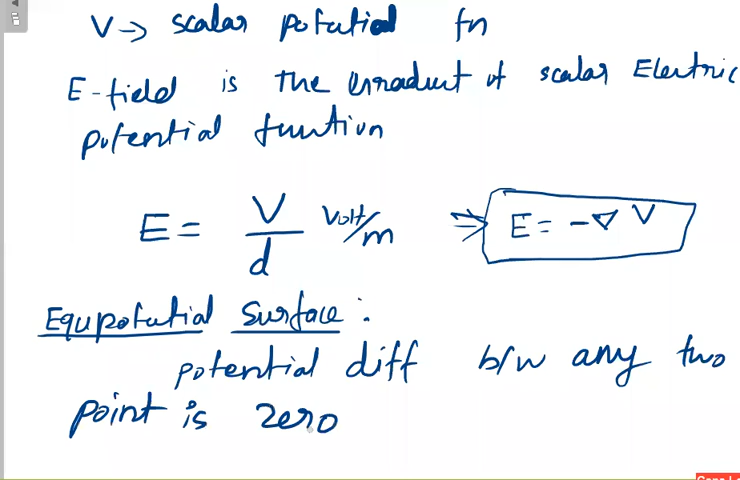 V → scalar potential fn
E-field is the Gradient of scalar Electric
potential function
E = V/d Volt/m ⇒ E = -∇ V
Equpotential Surface :
potential diff b/w any two
point is zero